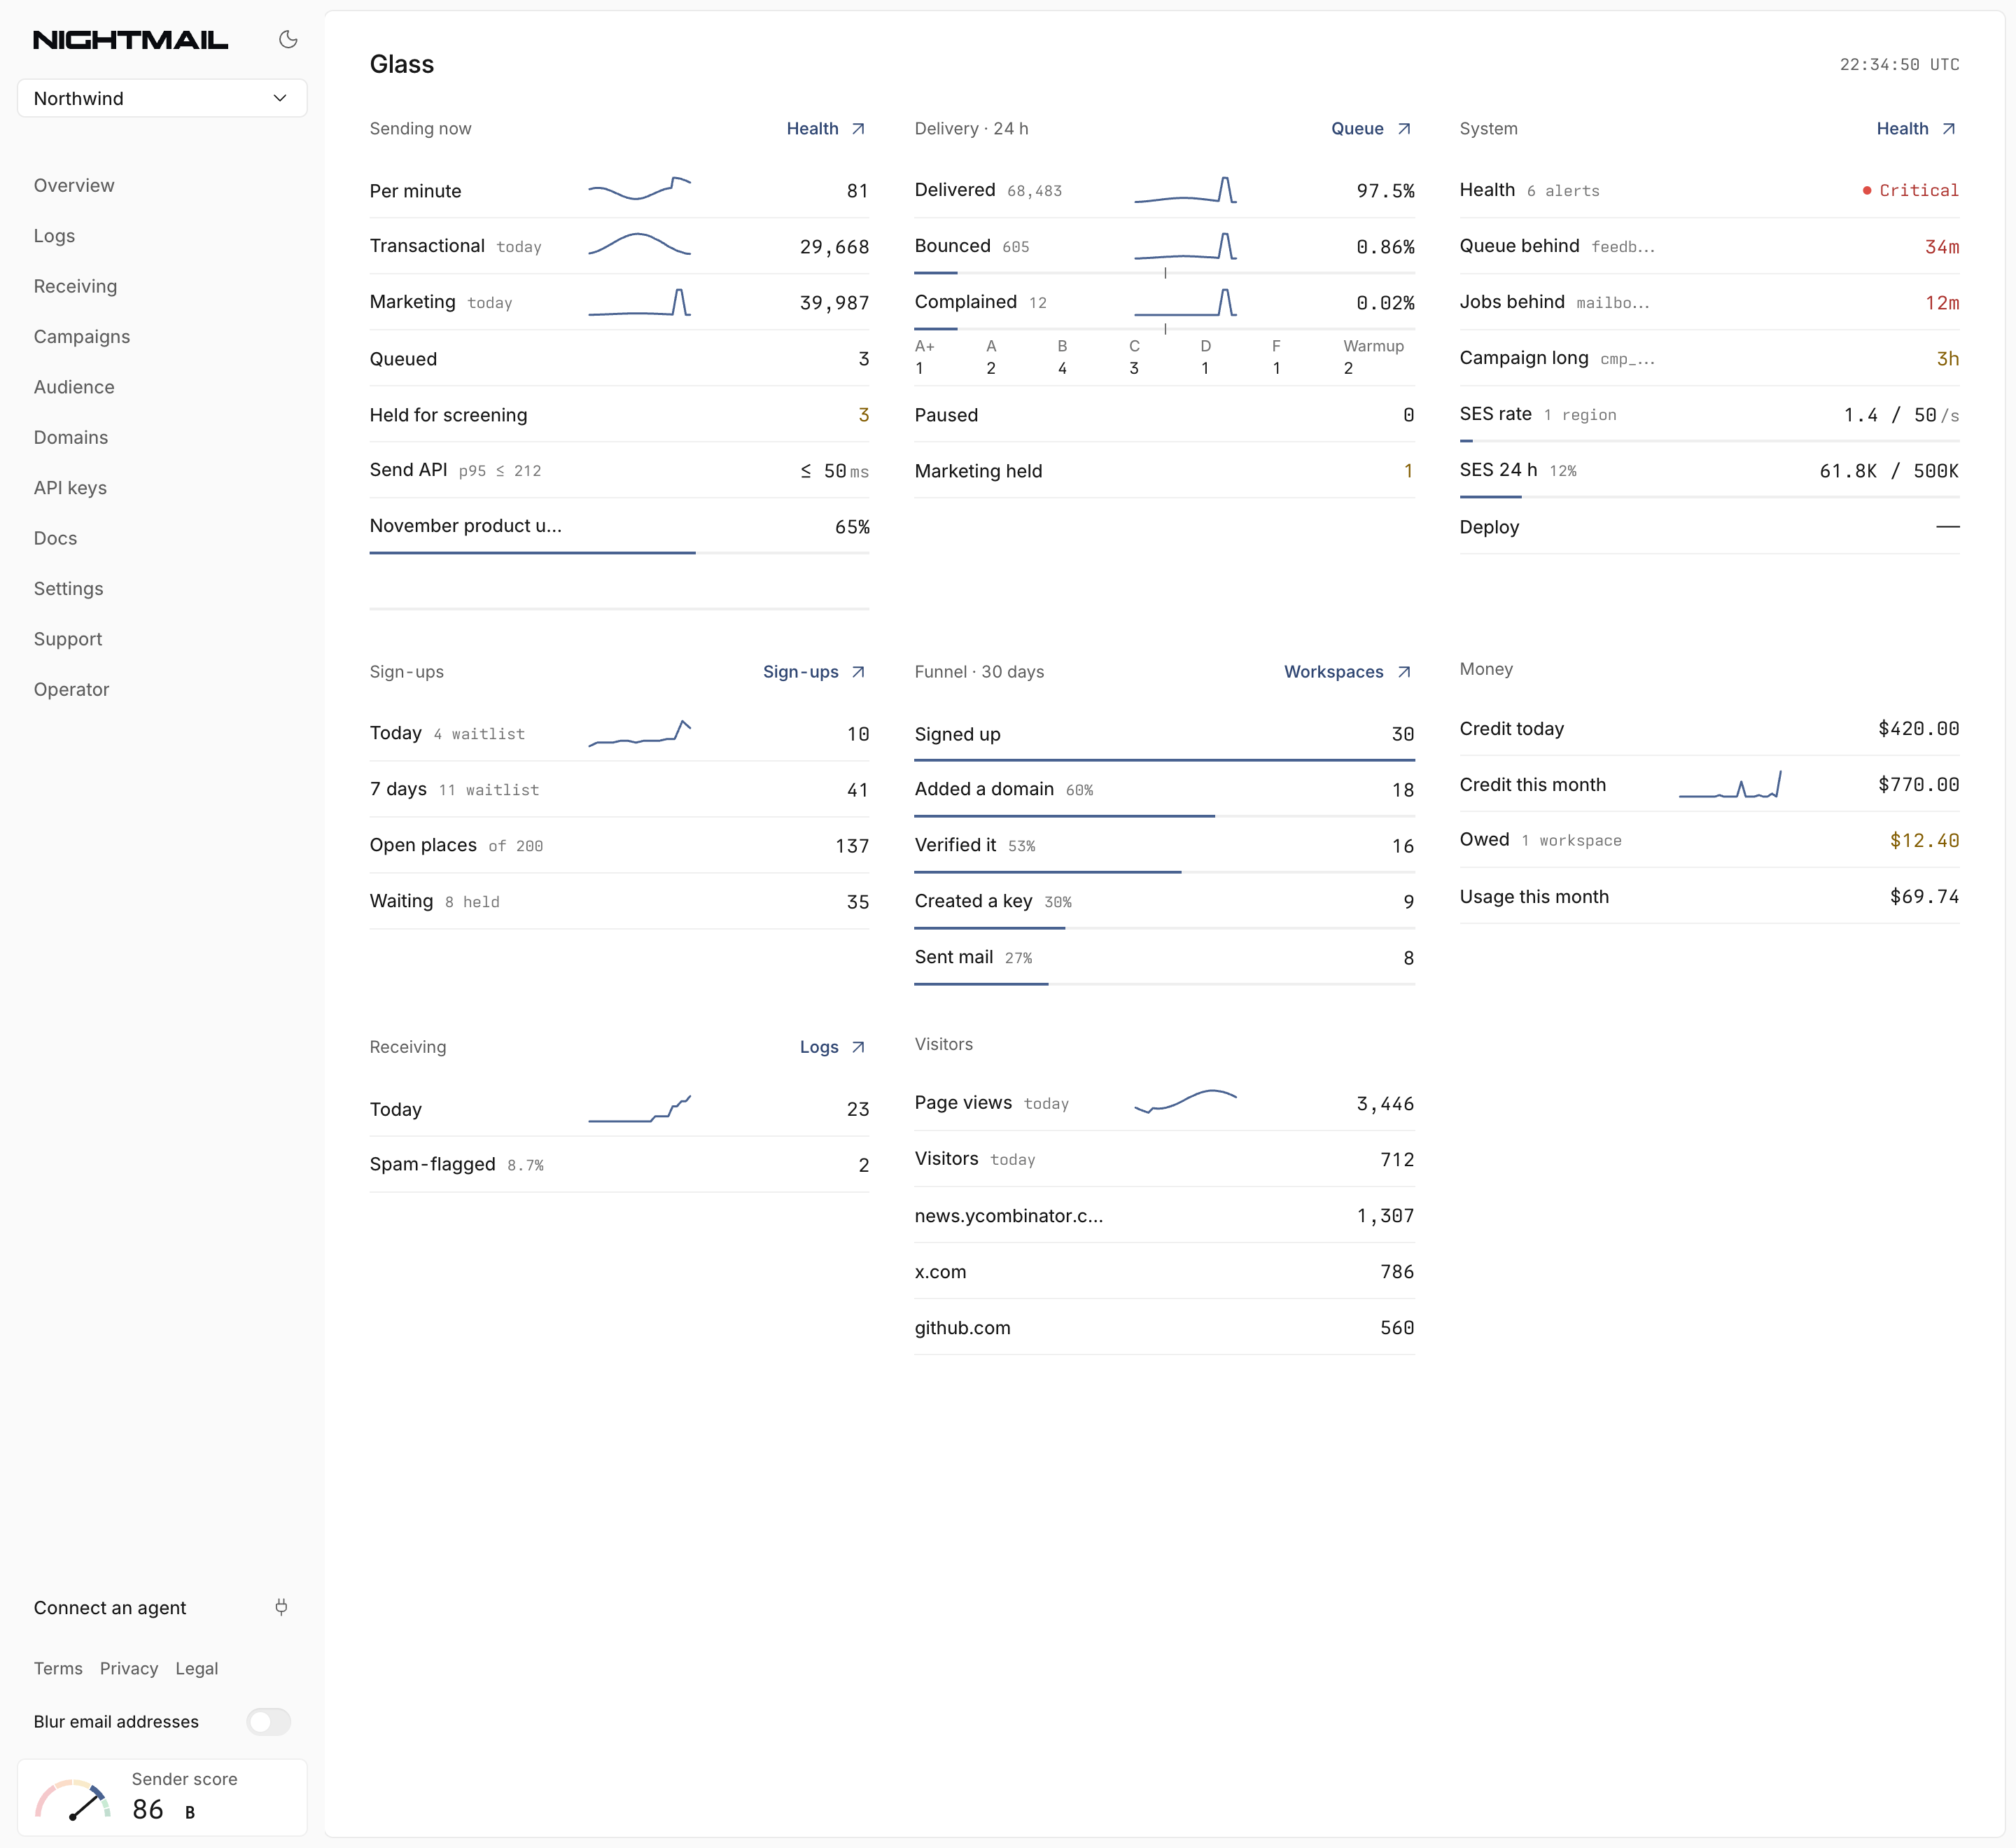 NIGHTMAIL
Northwind
Overview
Logs
Receiving
Campaigns
Audience
Domains
API keys
Docs
Settings
Support
Operator
Connect an agent
Terms Privacy Legal
Blur email addresses
Sender score
86 B
Glass
22:34:50 UTC
Sending now Health
Per minute 81
Transactional today 29,668
Marketing today 39,987
Queued 3
Held for screening 3
Send API p95 ≤ 212 ≤ 50 ms
November product u... 65%
Delivery · 24 h Queue
Delivered 68,483 97.5%
Bounced 605 0.86%
Complained 12 0.02%
A+ A B C D F Warmup
1 2 4 3 1 1 2
Paused 0
Marketing held 1
System Health
Health 6 alerts Critical
Queue behind feedb... 34m
Jobs behind mailbo... 12m
Campaign long cmp_... 3h
SES rate 1 region 1.4 / 50/s
SES 24 h 12% 61.8K / 500K
Deploy —
Sign-ups Sign-ups
Today 4 waitlist 10
7 days 11 waitlist 41
Open places of 200 137
Waiting 8 held 35
Funnel · 30 days Workspaces
Signed up 30
Added a domain 60% 18
Verified it 53% 16
Created a key 30% 9
Sent mail 27% 8
Money
Credit today $420.00
Credit this month $770.00
Owed 1 workspace $12.40
Usage this month $69.74
Receiving Logs
Today 23
Spam-flagged 8.7% 2
Visitors
Page views today 3,446
Visitors today 712
news.ycombinator.c... 1,307
x.com 786
github.com 560